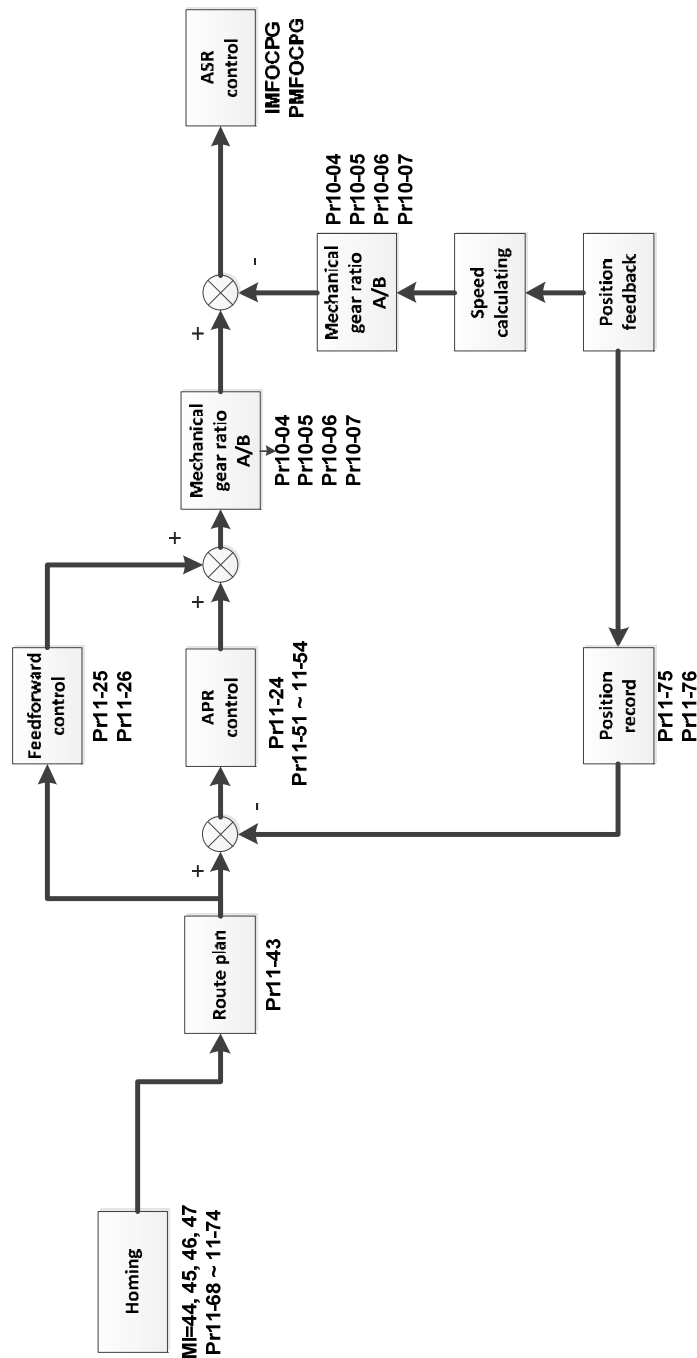 Homing
MI=44, 45, 46, 47
Pr11-68 ~ 11-74
Route plan
Pr11-43
+
-
Feedforward
control
Pr11-25
Pr11-26
APR
control
Pr11-24
Pr11-51 ~ 11-54
+
+
Mechanical
gear ratio
A/B
Pr10-04
Pr10-05
Pr10-06
Pr10-07
+
-
ASR
control
IMFOCPG
PMFOCPG
Mechanical
gear ratio
A/B
Pr10-04
Pr10-05
Pr10-06
Pr10-07
Speed
calculating
Position
feedback
Position
record
Pr11-75
Pr11-76